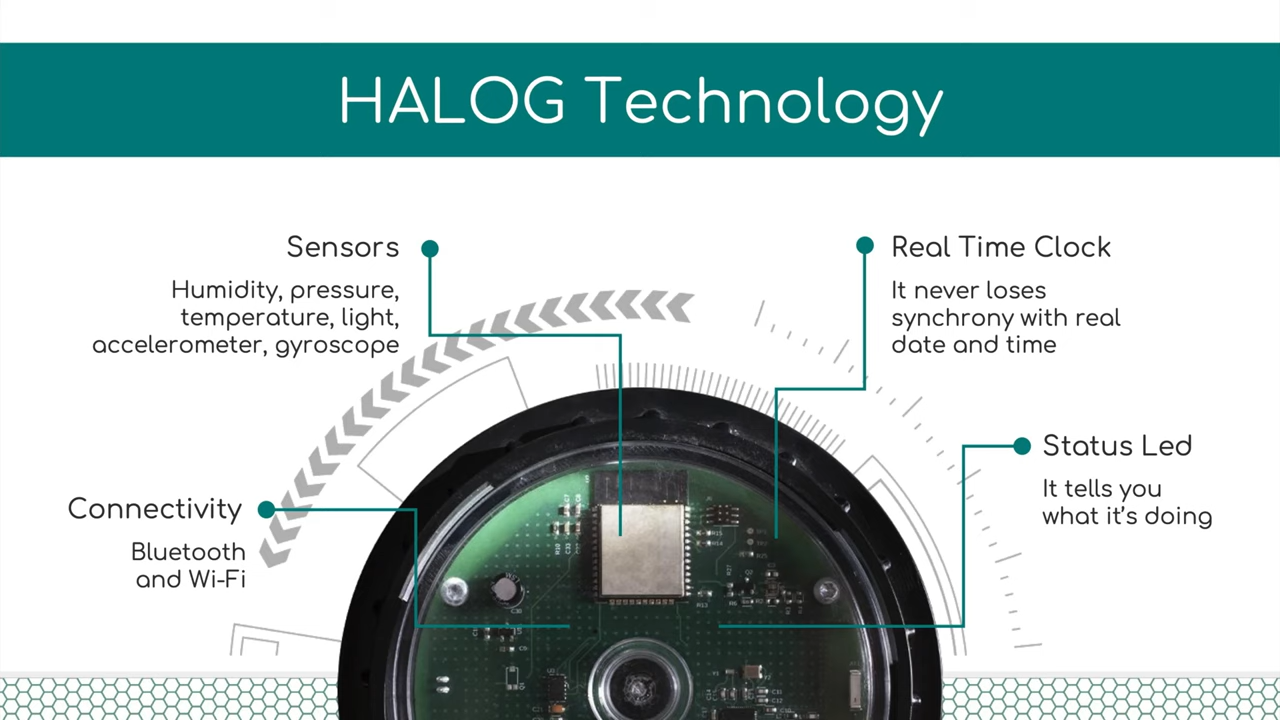 HALOG Technology
Sensors
Humidity, pressure,
temperature, light,
accelerometer, gyroscope
Real Time Clock
It never loses
synchrony with real
date and time
Status Led
It tells you
what it's doing
Connectivity
Bluetooth
and Wi-Fi